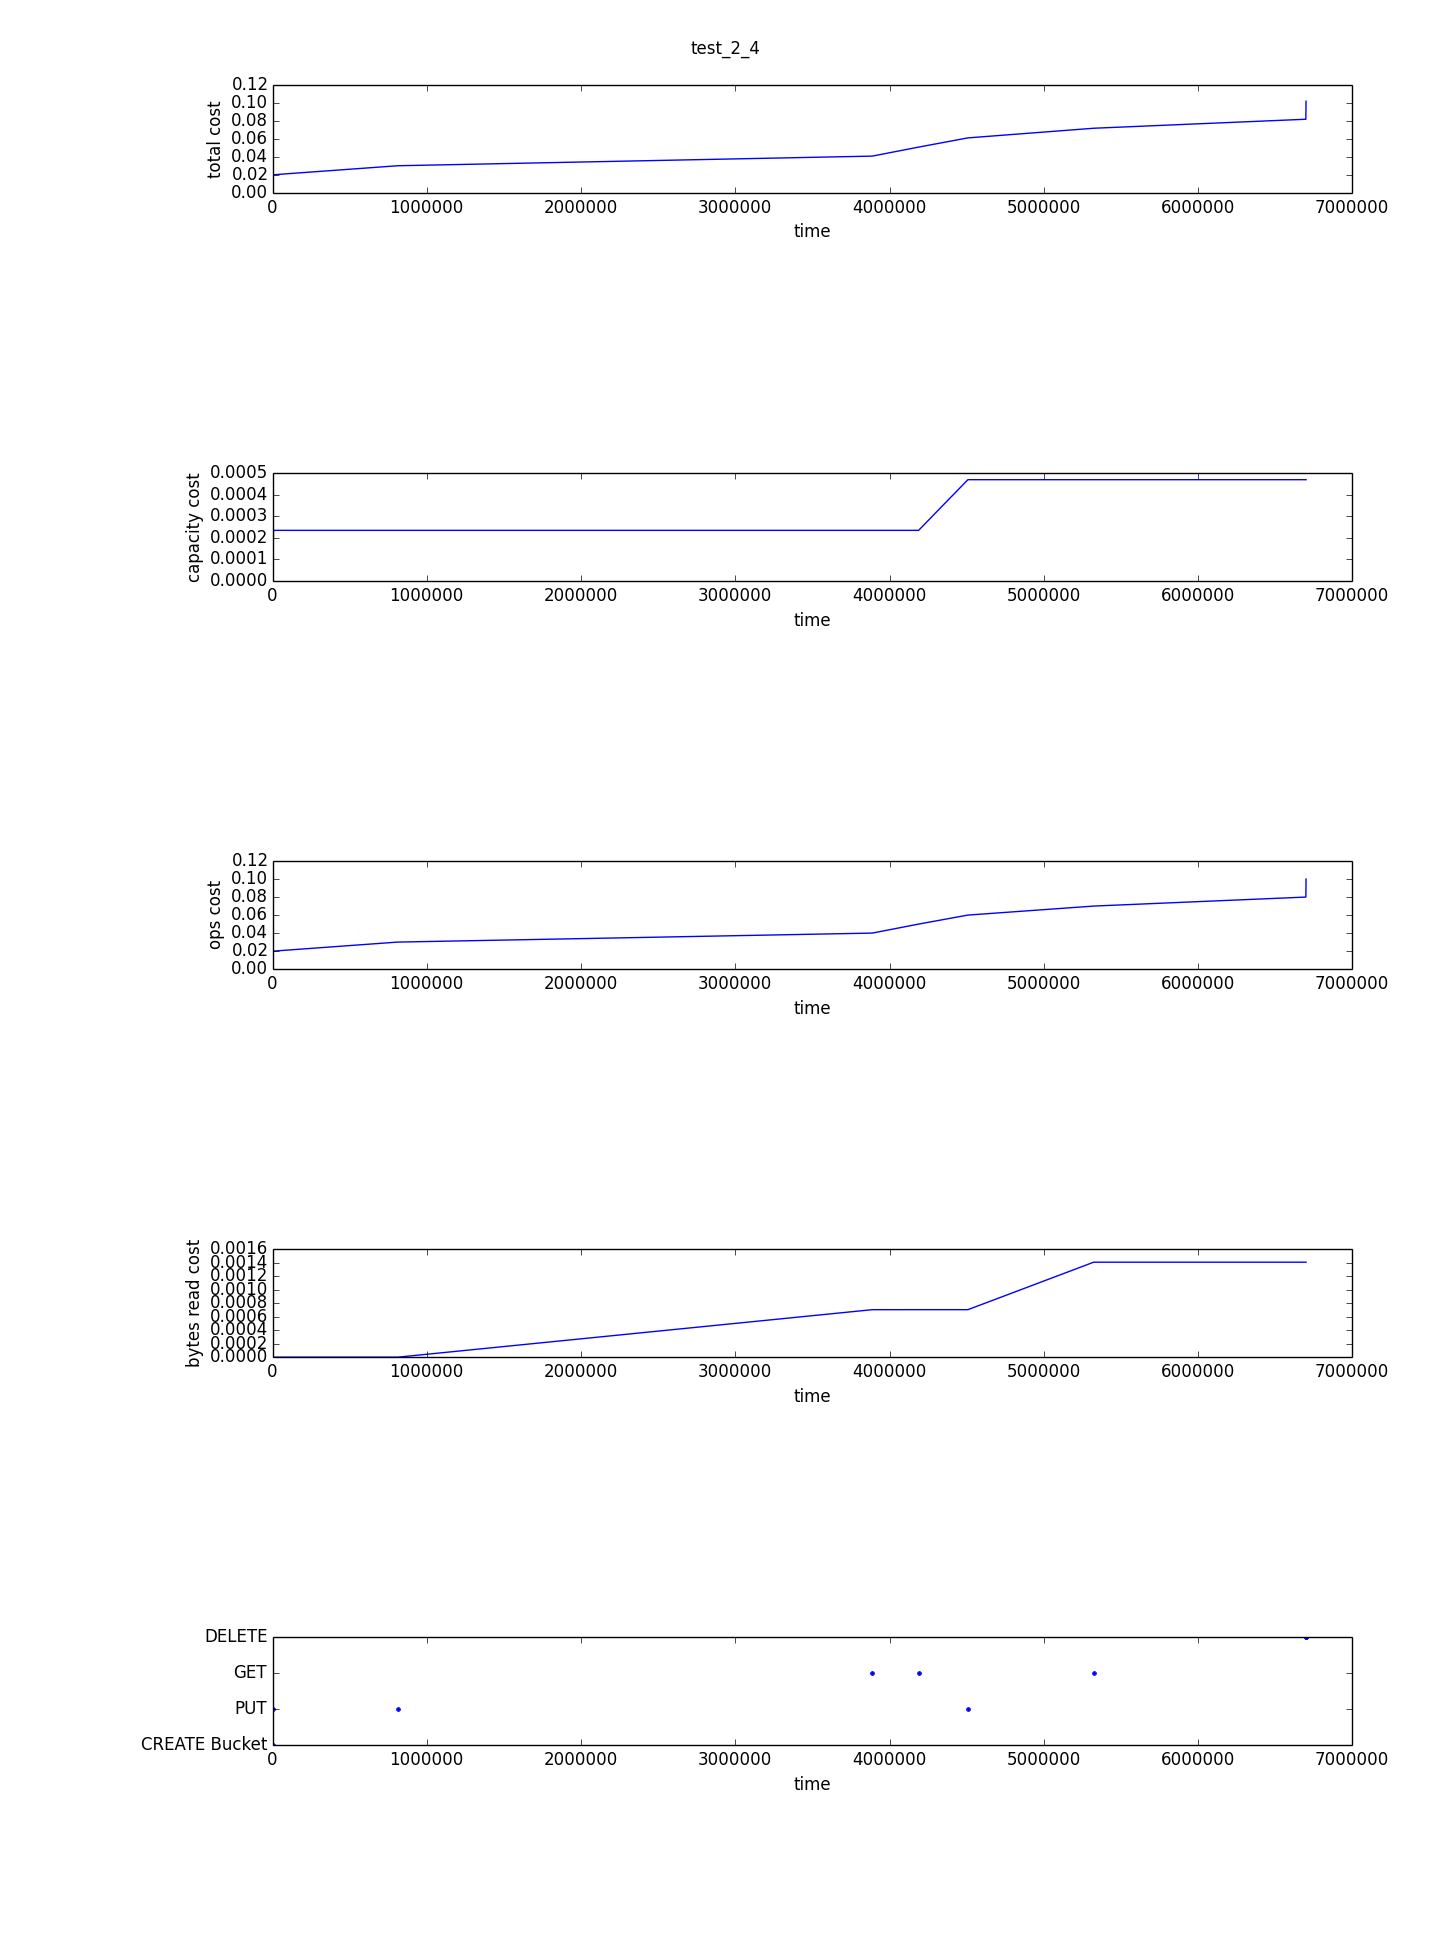 test_2_4
total cost
0.12
0.10
0.08
0.06
0.04
0.02
0.00
0 1000000 2000000 3000000 4000000 5000000 6000000 7000000
time
capacity cost
0.0005
0.0004
0.0003
0.0002
0.0001
0.0000
0 1000000 2000000 3000000 4000000 5000000 6000000 7000000
time
ops cost
0.12
0.10
0.08
0.06
0.04
0.02
0.00
0 1000000 2000000 3000000 4000000 5000000 6000000 7000000
time
bytes read cost
0.0016
0.0014
0.0012
0.0010
0.0008
0.0006
0.0004
0.0002
0.0000
0 1000000 2000000 3000000 4000000 5000000 6000000 7000000
time
DELETE
GET
PUT
CREATE Bucket
0 1000000 2000000 3000000 4000000 5000000 6000000 7000000
time